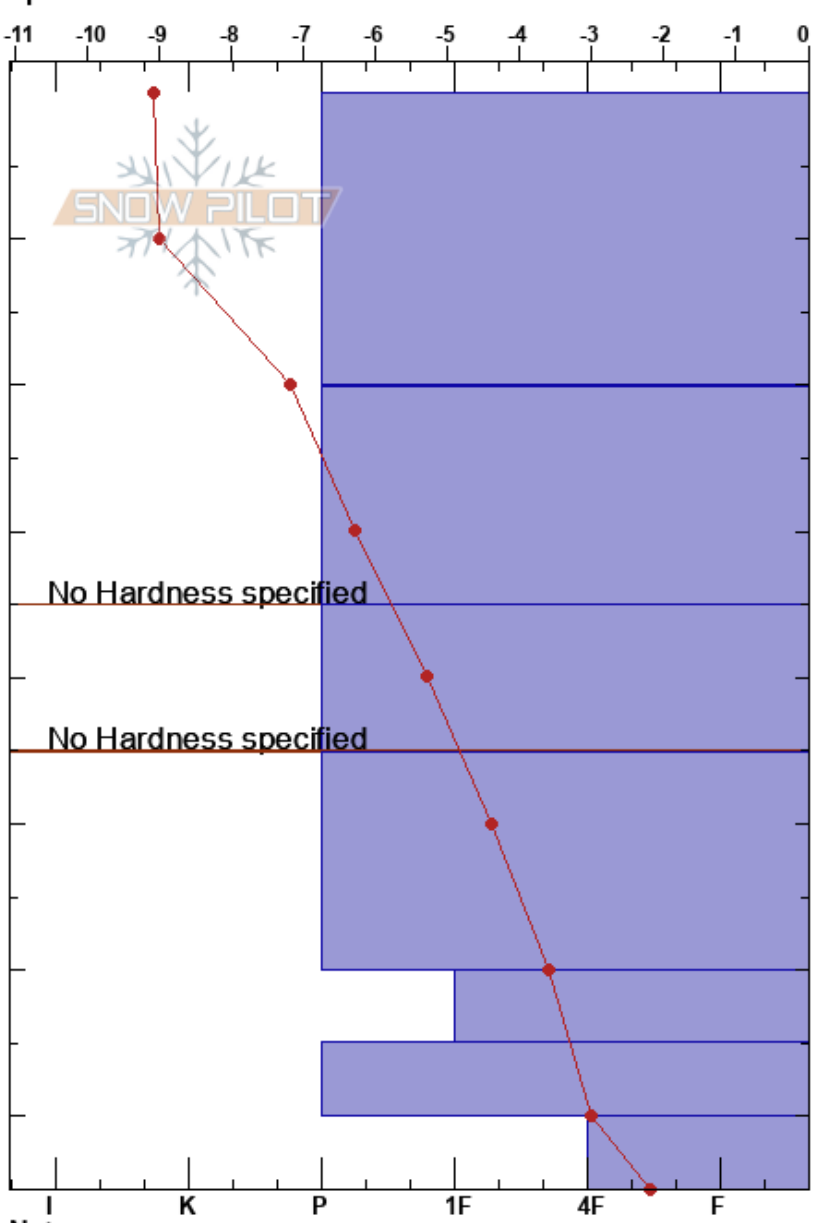 -11 -10 -9 -8 -7 -6 -5 -4 -3 -2 -1 0
SNOW PILOT
No Hardness specified
No Hardness specified
I K P 1F 4F F